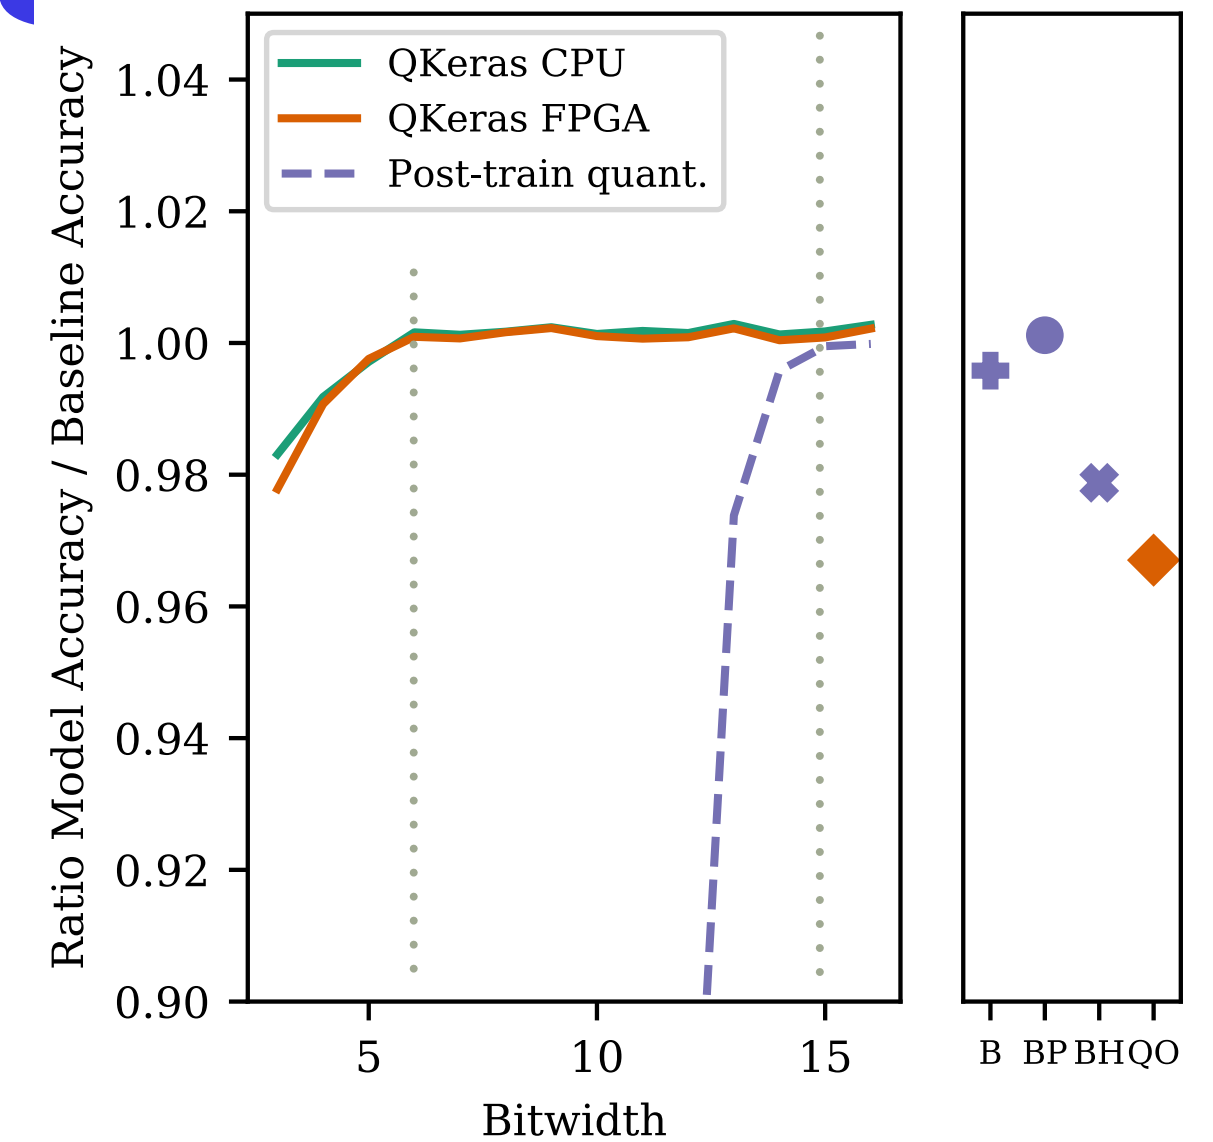 Ratio Model Accuracy / Baseline Accuracy
1.04
1.02
1.00
0.98
0.96
0.94
0.92
0.90
QKeras CPU
QKeras FPGA
Post-train quant.
5 10 15
Bitwidth
B BP BH QO